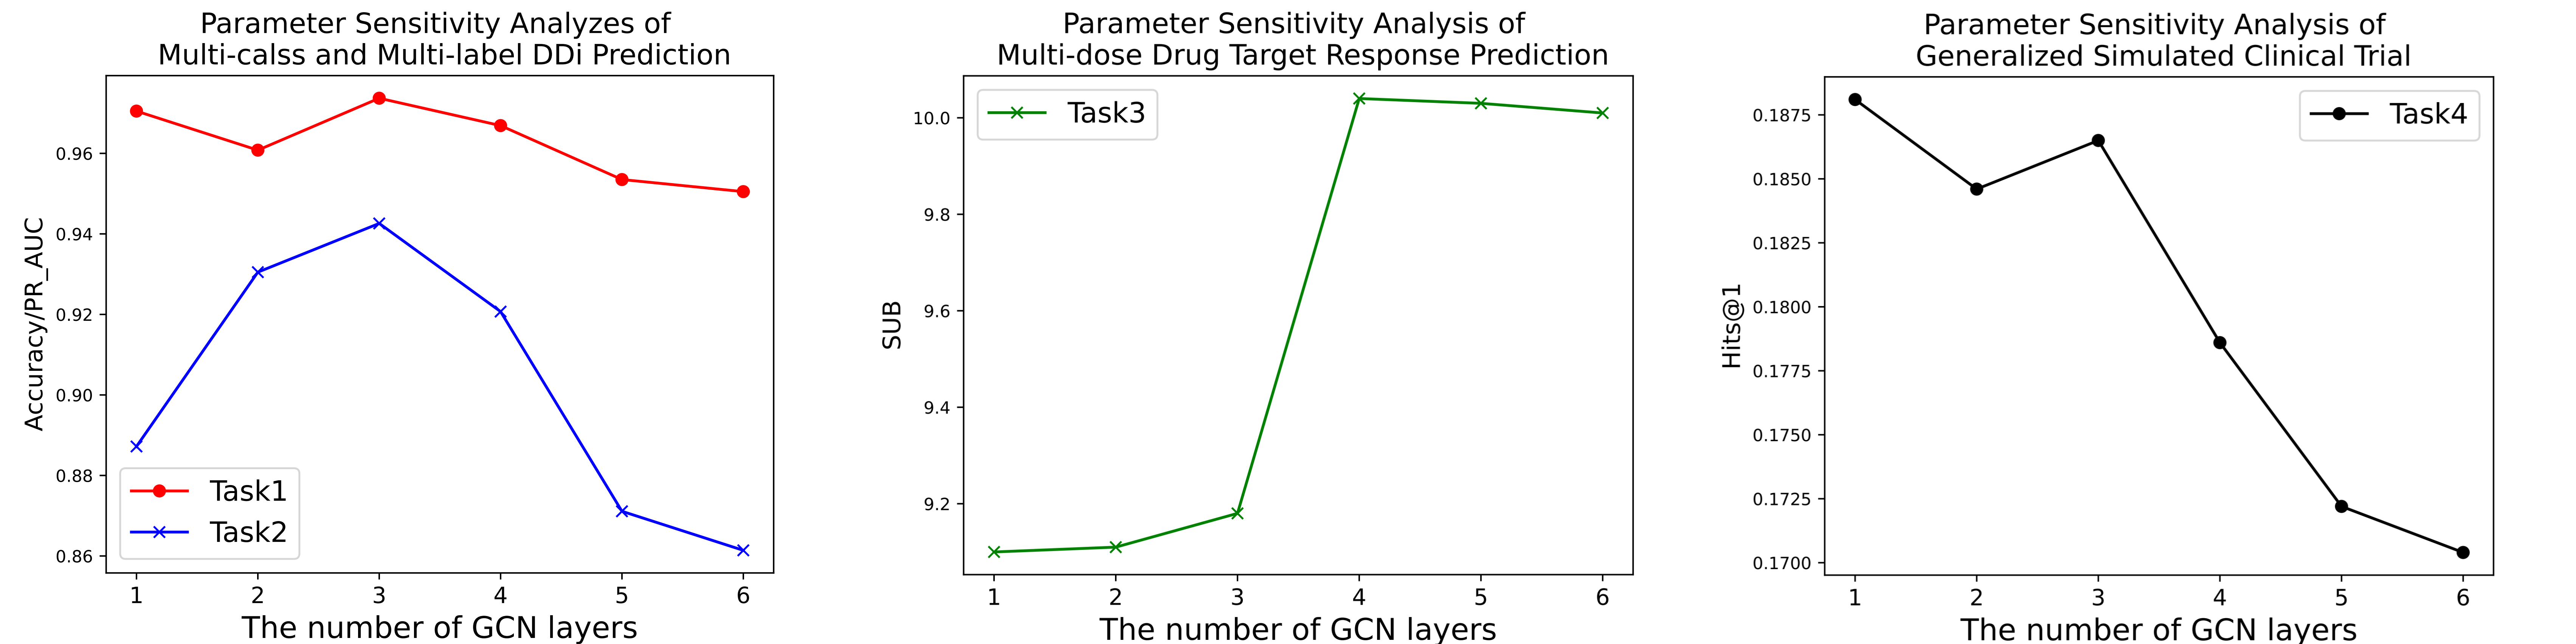 Parameter Sensitivity Analyzes of
Multi-calss and Multi-label DDi Prediction
Accuracy/PR_AUC
0.96
0.94
0.92
0.90
0.88
0.86
Task1
Task2
1 2 3 4 5 6
The number of GCN layers
Parameter Sensitivity Analysis of
Multi-dose Drug Target Response Prediction
SUB
10.0
9.8
9.6
9.4
9.2
Task3
1 2 3 4 5 6
The number of GCN layers
Parameter Sensitivity Analysis of
Generalized Simulated Clinical Trial
Hits@1
0.1875
0.1850
0.1825
0.1800
0.1775
0.1750
0.1725
0.1700
Task4
1 2 3 4 5 6
The number of GCN layers